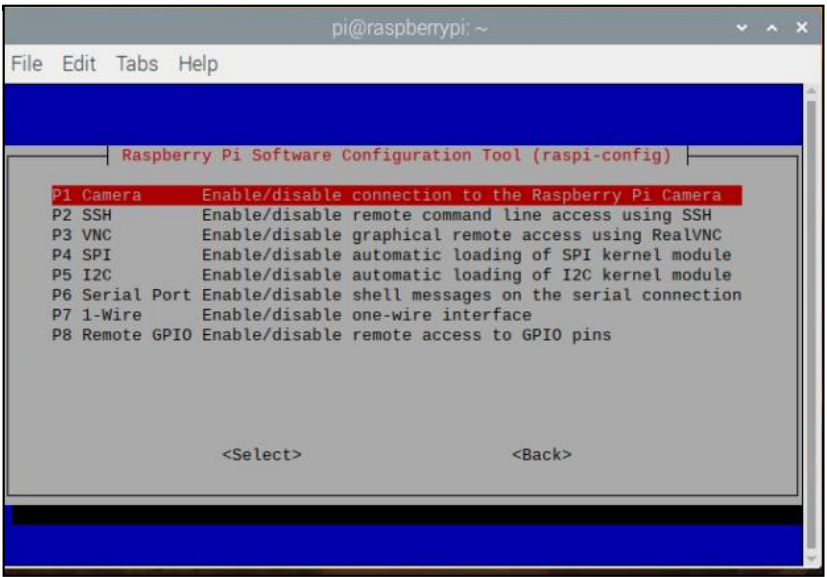 pi@raspberrypi: ~
File Edit Tabs Help
Raspberry Pi Software Configuration Tool (raspi-config)
P1 Camera Enable/disable connection to the Raspberry Pi Camera
P2 SSH Enable/disable remote command line access using SSH
P3 VNC Enable/disable graphical remote access using RealVNC
P4 SPI Enable/disable automatic loading of SPI kernel module
P5 I2C Enable/disable automatic loading of I2C kernel module
P6 Serial Port Enable/disable shell messages on the serial connection
P7 1-Wire Enable/disable one-wire interface
P8 Remote GPIO Enable/disable remote access to GPIO pins
<Select> <Back>